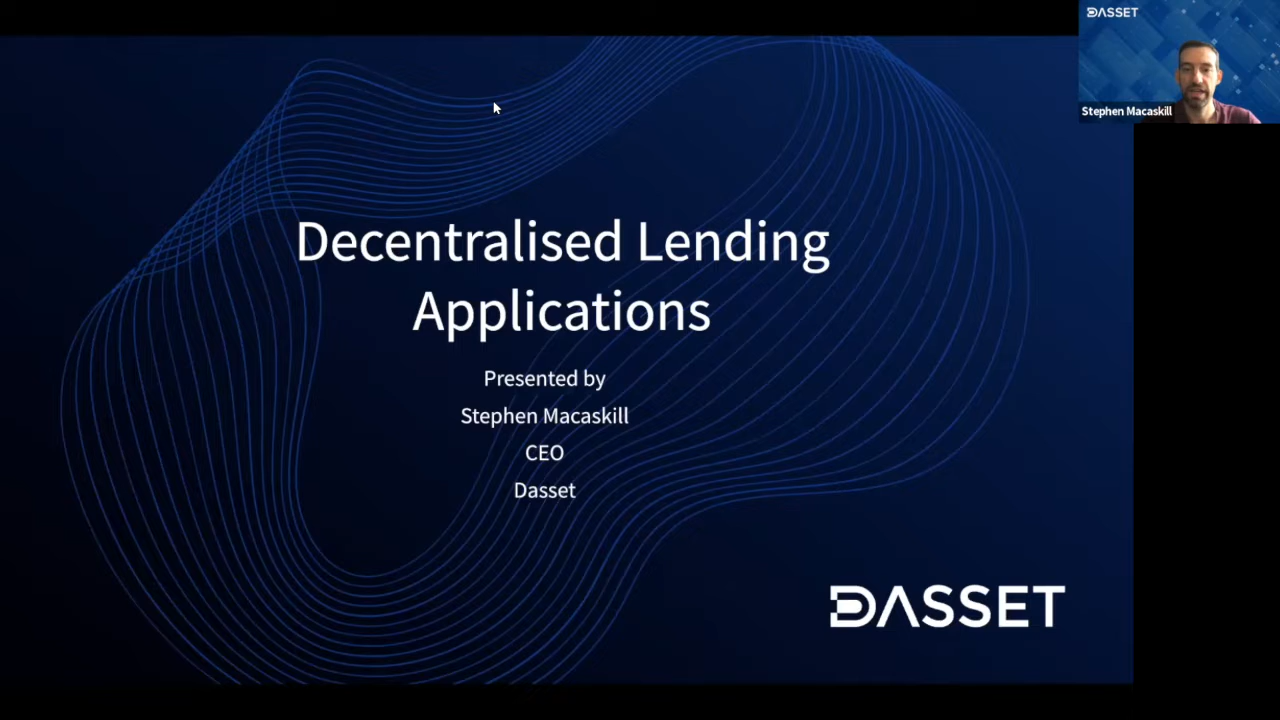 DASSET
Stephen Macaskill
Decentralised Lending
Applications
Presented by
Stephen Macaskill
CEO
Dasset
DASSET